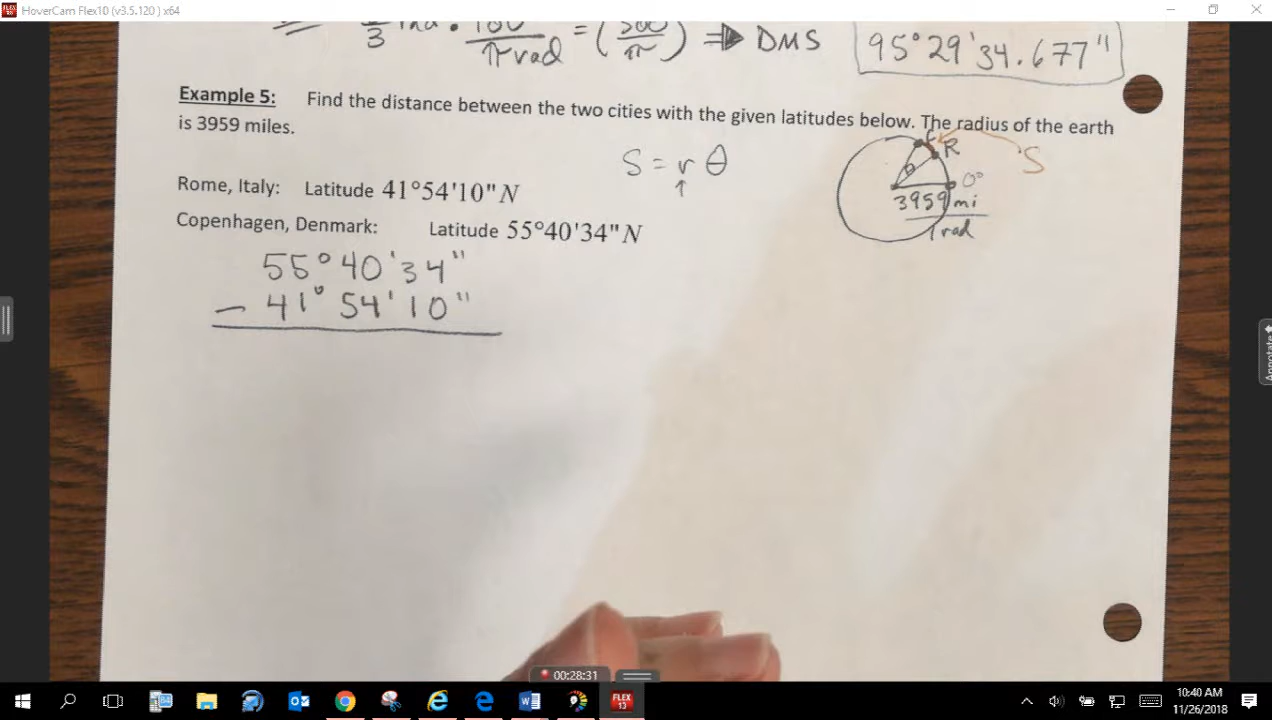 HoverCam Flex10 (v3.5.120) x64
3 rad · 180/π rad = (300/π) ⇒ DMS 95°29'34.677"
Example 5: Find the distance between the two cities with the given latitudes below. The radius of the earth
is 3959 miles.
S = r θ
R
S
θ
0°
3959 mi
1 rad
Rome, Italy: Latitude 41°54'10" N
Copenhagen, Denmark: Latitude 55°40'34" N
55°40'34"
- 41°54'10"
Annotate
00:28:31
FLEX
13
10:40 AM
11/26/2018